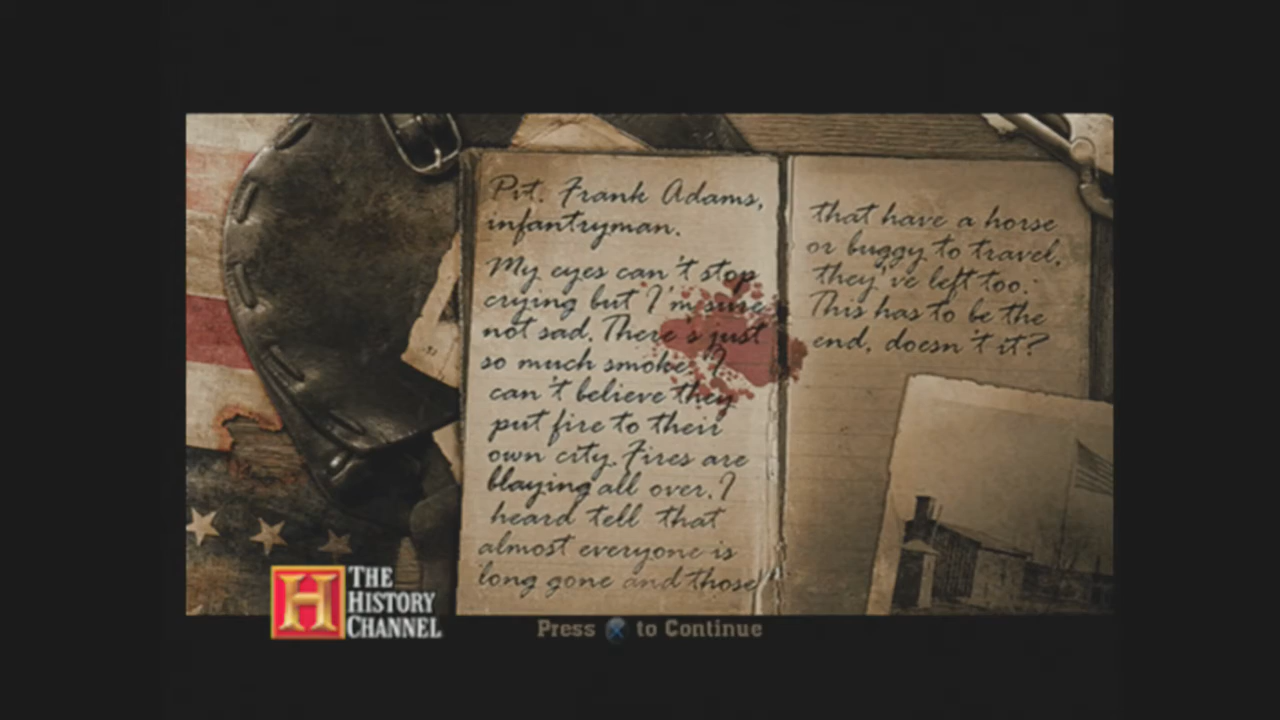 Pvt. Frank Adams,
infantryman.
My eyes can't stop
crying but I'm sure
not sad. There's just
so much smoke. I
can't believe they
put fire to their
own city. Fires are
blaying all over. I
heard tell that
almost everyone is
long gone and those
that have a horse
or buggy to travel,
they've left too.
This has to be the
end, doesn't it?
THE
HISTORY
CHANNEL
H
Press X to Continue